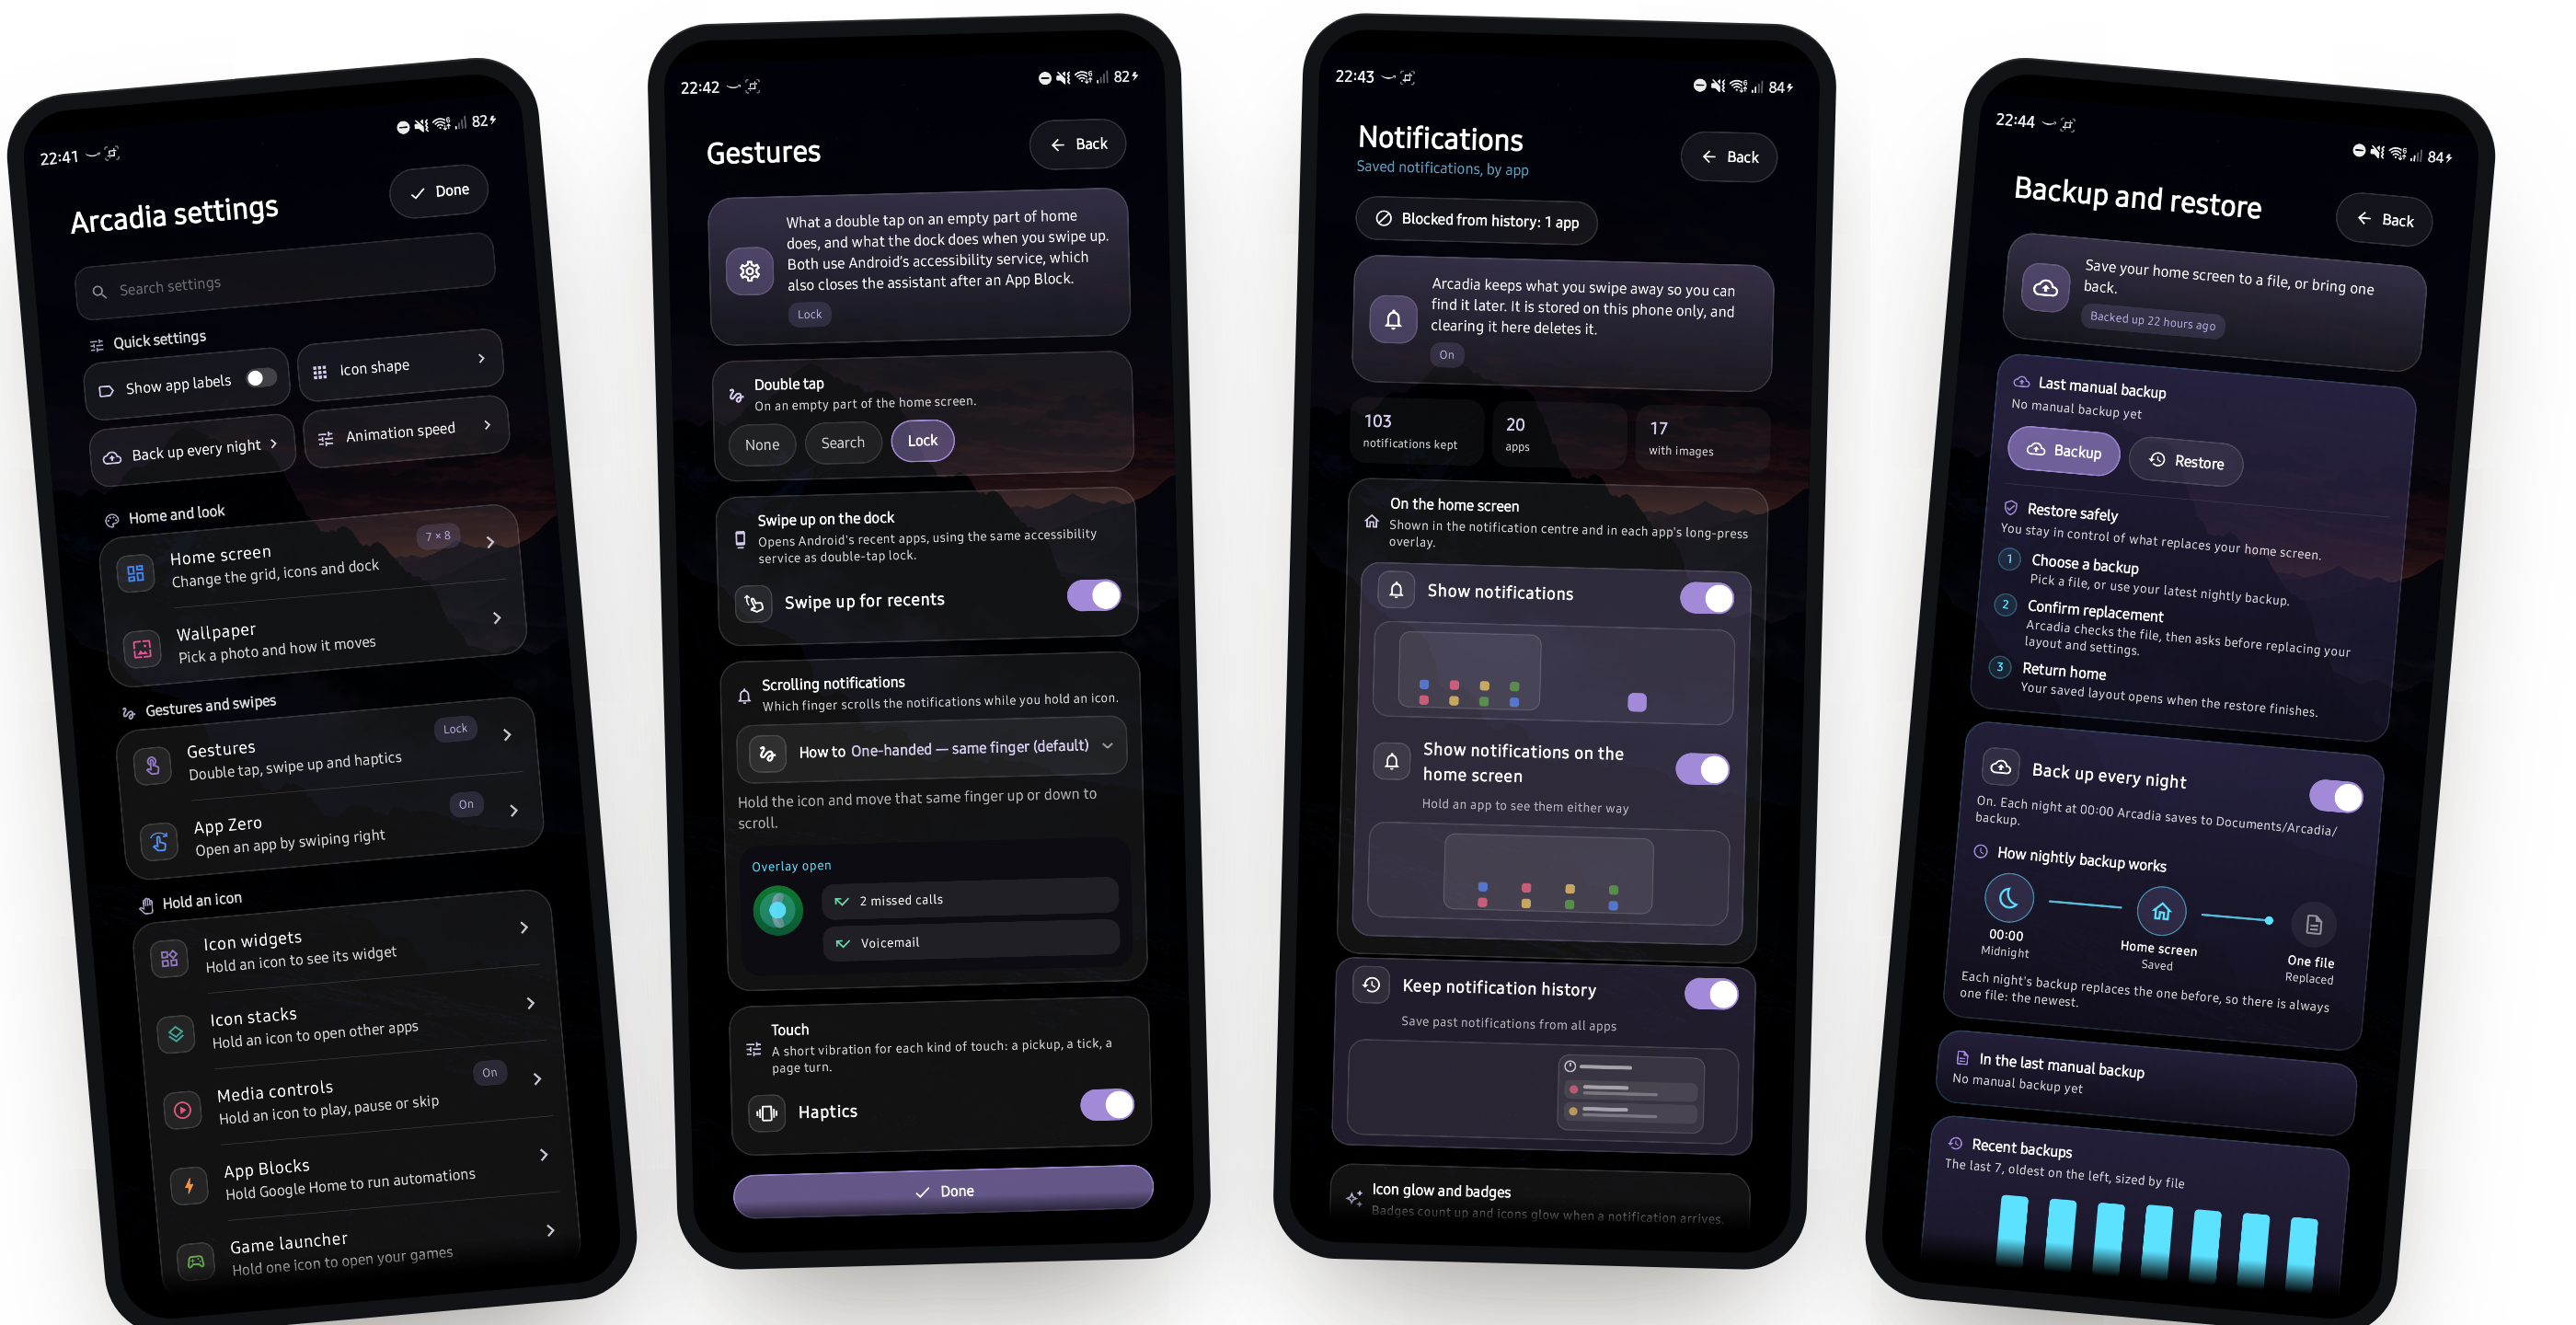 22:41
82
Arcadia settings
Done
Search settings
Quick settings
Show app labels
Icon shape
Back up every night
Animation speed
Home and look
Home screen
7 × 8
Change the grid, icons and dock
Wallpaper
Pick a photo and how it moves
Gestures and swipes
Gestures
Lock
Double tap, swipe up and haptics
App Zero
On
Open an app by swiping right
Hold an icon
Icon widgets
Hold an icon to see its widget
Icon stacks
Hold an icon to open other apps
Media controls
On
Hold an icon to play, pause or skip
App Blocks
Hold Google Home to run automations
Game launcher
Hold one icon to open your games
22:42
82
Gestures
Back
What a double tap on an empty part of home
does, and what the dock does when you swipe up.
Both use Android's accessibility service, which
also closes the assistant after an App Block.
Lock
Double tap
On an empty part of the home screen.
None
Search
Lock
Swipe up on the dock
Opens Android's recent apps, using the same accessibility
service as double-tap lock.
Swipe up for recents
Scrolling notifications
Which finger scrolls the notifications while you hold an icon.
How to One-handed — same finger (default)
Hold the icon and move that same finger up or down to
scroll.
Overlay open
2 missed calls
Voicemail
Touch
A short vibration for each kind of touch: a pickup, a tick, a
page turn.
Haptics
Done
22:43
84
Notifications
Saved notifications, by app
Back
Blocked from history: 1 app
Arcadia keeps what you swipe away so you can
find it later. It is stored on this phone only, and
clearing it here deletes it.
On
103
notifications kept
20
apps
17
with images
On the home screen
Shown in the notification centre and in each app's long-press
overlay.
Show notifications
Show notifications on the
home screen
Hold an app to see them either way
Keep notification history
Save past notifications from all apps
Icon glow and badges
Badges count up and icons glow when a notification arrives.
22:44
84
Backup and restore
Back
Save your home screen to a file, or bring one
back.
Backed up 22 hours ago
Last manual backup
No manual backup yet
Backup
Restore
Restore safely
You stay in control of what replaces your home screen.
1
Choose a backup
Pick a file, or use your latest nightly backup.
2
Confirm replacement
Arcadia checks the file, then asks before replacing your
layout and settings.
3
Return home
Your saved layout opens when the restore finishes.
Back up every night
On. Each night at 00:00 Arcadia saves to Documents/Arcadia/
backup.
How nightly backup works
00:00
Midnight
Home screen
Saved
One file
Replaced
Each night's backup replaces the one before, so there is always
one file: the newest.
In the last manual backup
No manual backup yet
Recent backups
The last 7, oldest on the left, sized by file